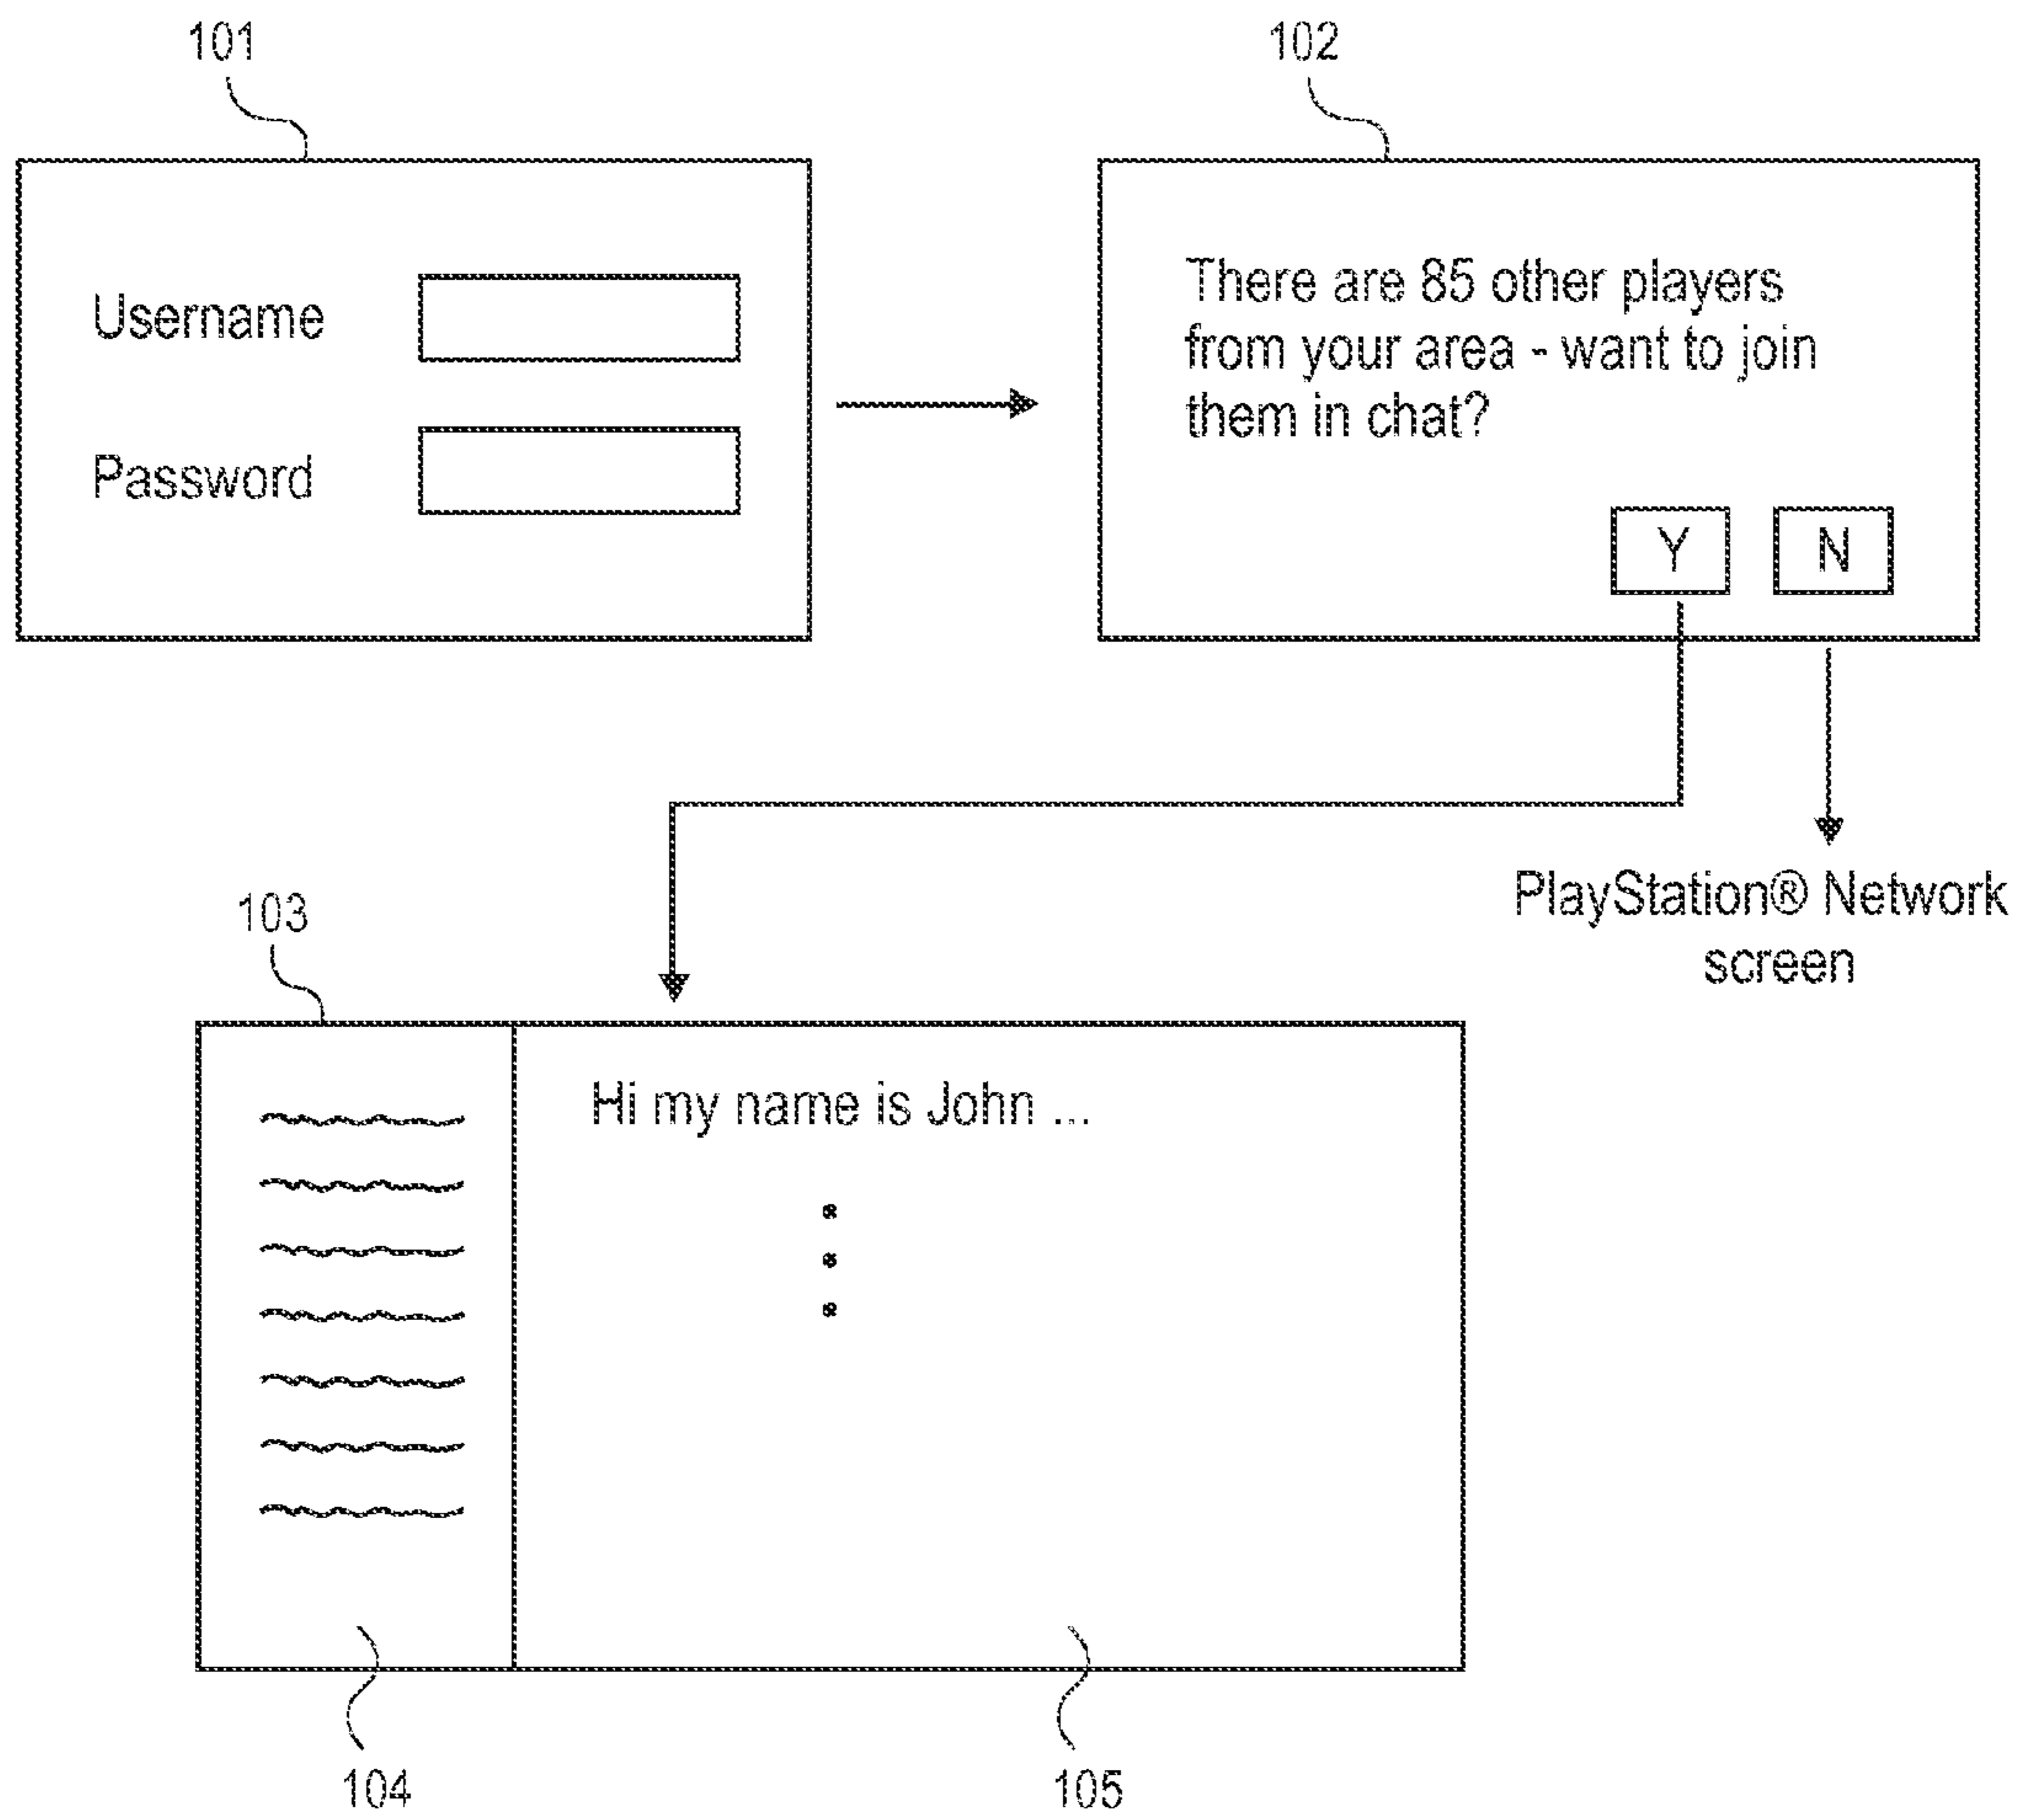 101
102
Username
Password
There are 85 other players
from your area - want to join
them in chat?
Y N
PlayStation® Network
screen
103
Hi my name is John ...
104
105